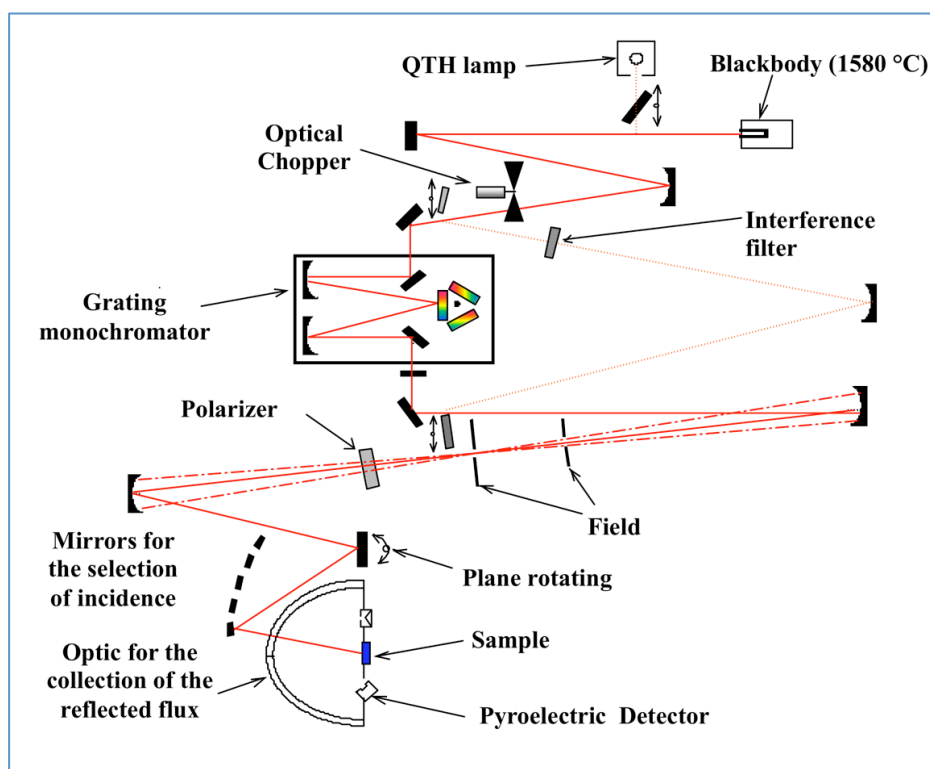 QTH lamp
Blackbody (1580 °C)
Optical
Chopper
Interference
filter
Grating
monochromator
Polarizer
Field
Mirrors for
the selection
of incidence
Plane rotating
Sample
Optic for the
collection of the
reflected flux
Pyroelectric Detector